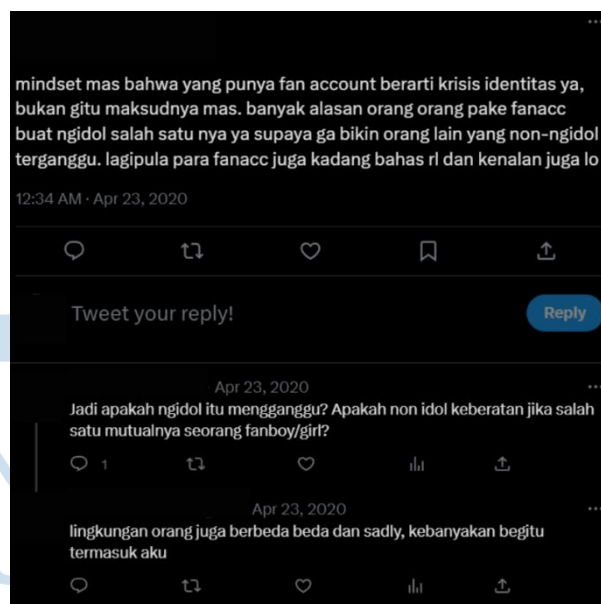 mindset mas bahwa yang punya fan account berarti krisis identitas ya,
bukan gitu maksudnya mas. banyak alasan orang orang pake fanacc
buat ngidol salah satu nya ya supaya ga bikin orang lain yang non-ngidol
terganggu. lagipula para fanacc juga kadang bahas rl dan kenalan juga lo
12:34 AM · Apr 23, 2020
Tweet your reply!
Reply
Apr 23, 2020
Jadi apakah ngidol itu mengganggu? Apakah non idol keberatan jika salah
satu mutualnya seorang fanboy/girl?
1
Apr 23, 2020
lingkungan orang juga berbeda beda dan sadly, kebanyakan begitu
termasuk aku